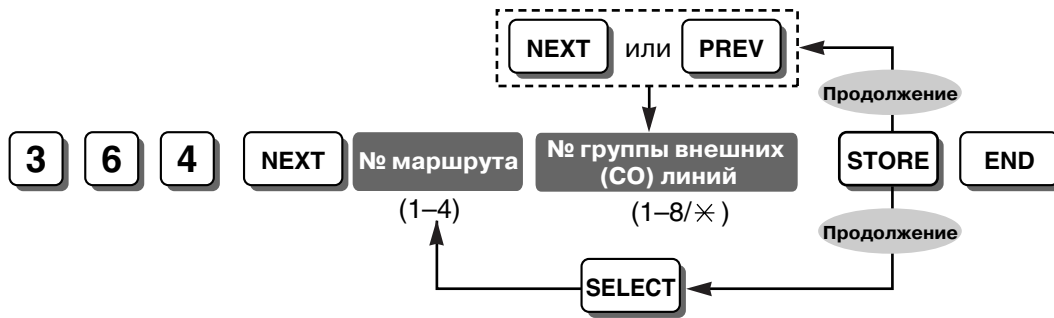 NEXT или PREV
Продолжение
3 6 4 NEXT № маршрута № группы внешних (CO) линий STORE END
(1–4) (1–8/✳)
Продолжение
SELECT